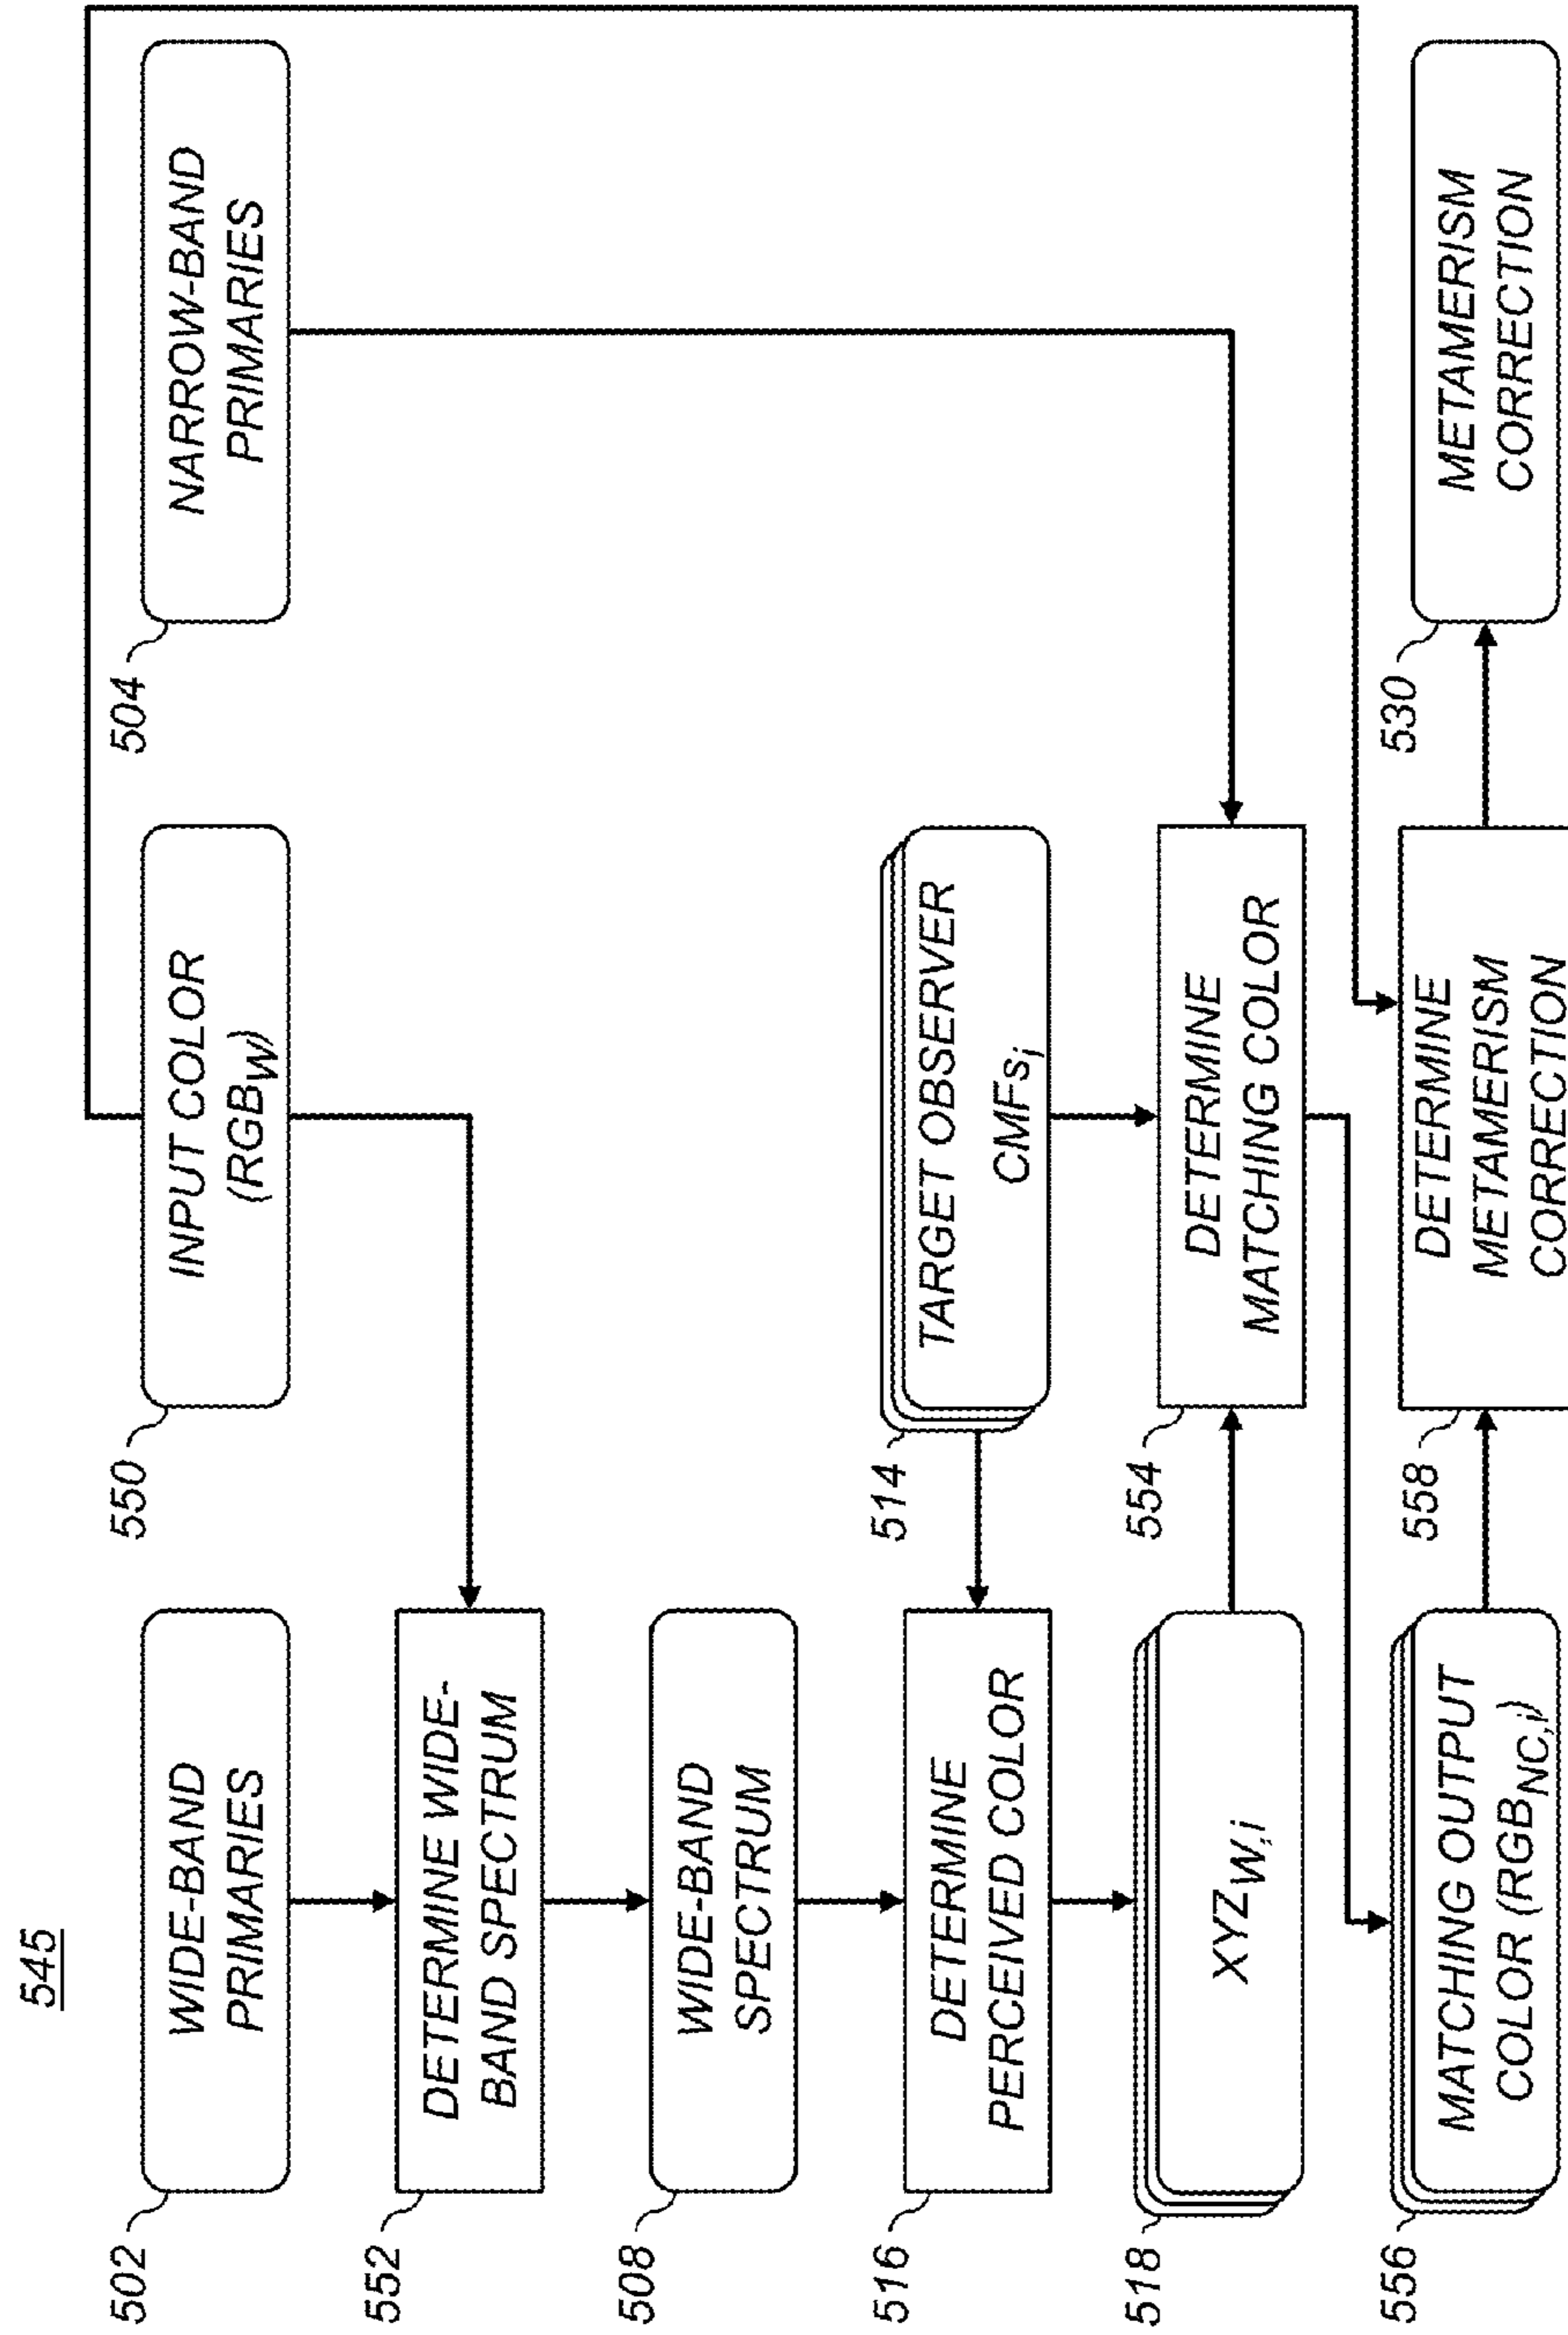 545
502
WIDE-BAND
PRIMARIES
550
INPUT COLOR
(RGBW)
504
NARROW-BAND
PRIMARIES
552
DETERMINE WIDE-
BAND SPECTRUM
508
WIDE-BAND
SPECTRUM
516
DETERMINE
PERCEIVED COLOR
514
TARGET OBSERVER
CMFsi
518
XYZW,i
554
DETERMINE
MATCHING COLOR
556
MATCHING OUTPUT
COLOR (RGBNC,i)
558
DETERMINE
METAMERISM
CORRECTION
530
METAMERISM
CORRECTION